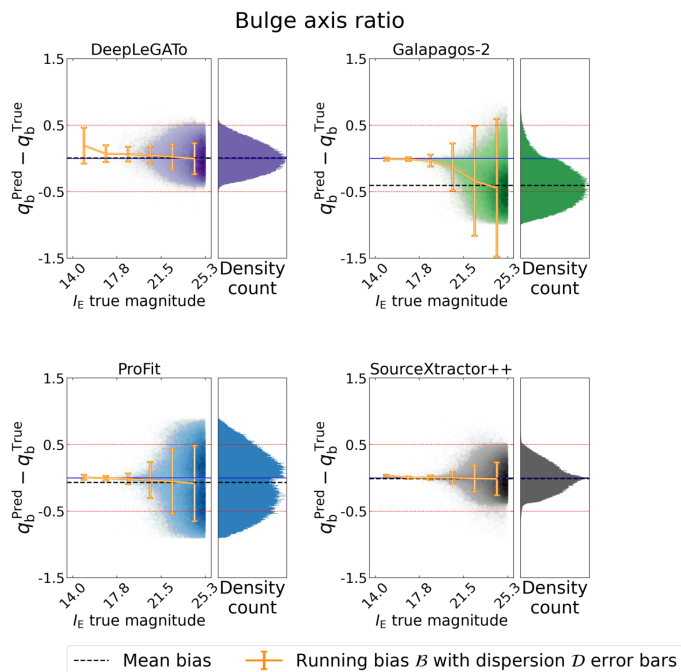 Bulge axis ratio
DeepLeGATo
1.5
0.5
-0.5
-1.5
q_b^Pred − q_b^True
14.0
17.8
21.5
25.3
I_E true magnitude
Density
count
Galapagos-2
1.5
0.5
-0.5
-1.5
q_b^Pred − q_b^True
14.0
17.8
21.5
25.3
I_E true magnitude
Density
count
ProFit
1.5
0.5
-0.5
-1.5
q_b^Pred − q_b^True
14.0
17.8
21.5
25.3
I_E true magnitude
Density
count
SourceXtractor++
1.5
0.5
-0.5
-1.5
q_b^Pred − q_b^True
14.0
17.8
21.5
25.3
I_E true magnitude
Density
count
Mean bias
Running bias ℬ with dispersion 𝒟 error bars